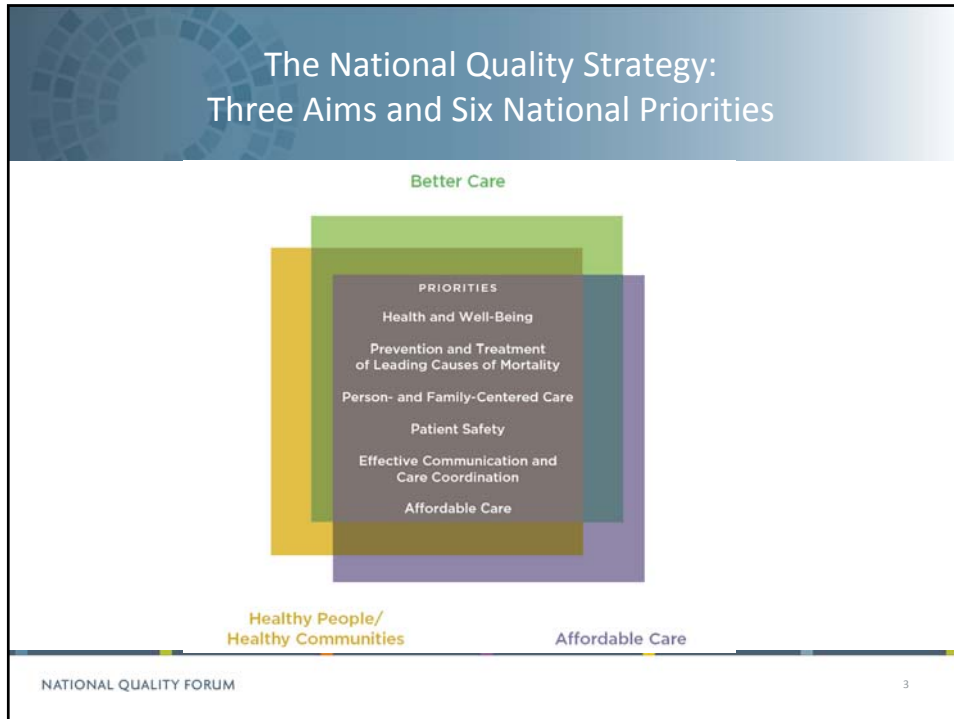 The National Quality Strategy:
Three Aims and Six National Priorities
Better Care
PRIORITIES
Health and Well-Being
Prevention and Treatment
of Leading Causes of Mortality
Person- and Family-Centered Care
Patient Safety
Effective Communication and
Care Coordination
Affordable Care
Healthy People/
Healthy Communities
Affordable Care
NATIONAL QUALITY FORUM
3